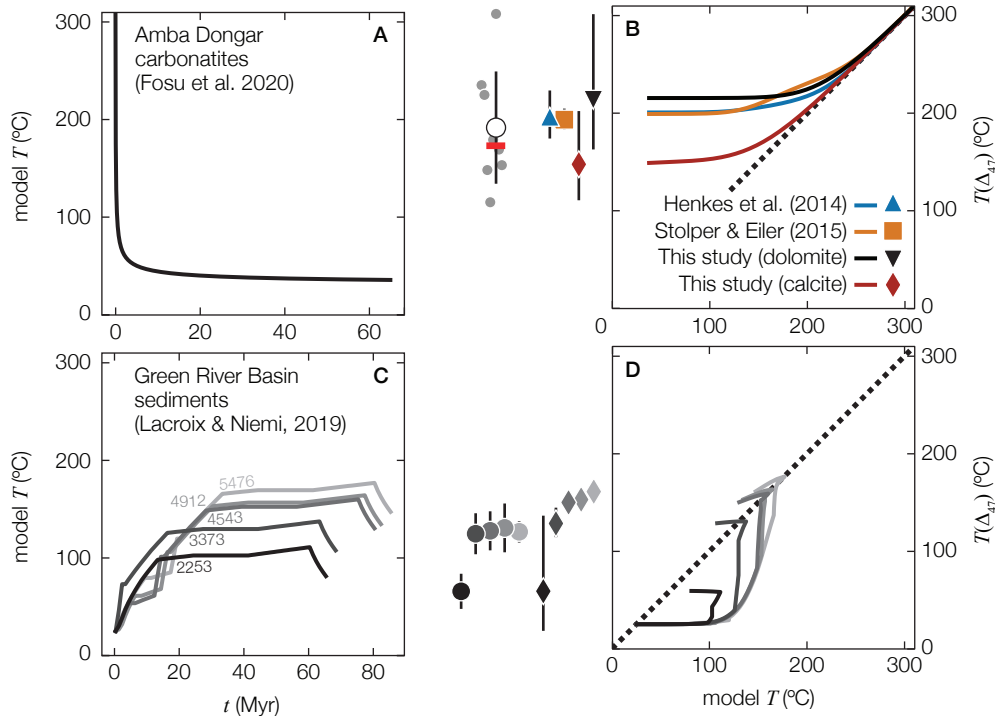 300
200
100
0
model T (ºC)
Amba Dongar
carbonatites
(Fosu et al. 2020)
A
0
20
40
60
B
300
200
100
0
T(Δ47) (ºC)
Henkes et al. (2014)
Stolper & Eiler (2015)
This study (dolomite)
This study (calcite)
0
100
200
300
300
200
100
0
model T (ºC)
Green River Basin
sediments
(Lacroix & Niemi, 2019)
C
5476
4912
4543
3373
2253
0
20
40
60
80
t (Myr)
D
300
200
100
0
T(Δ47) (ºC)
0
100
200
300
model T (ºC)